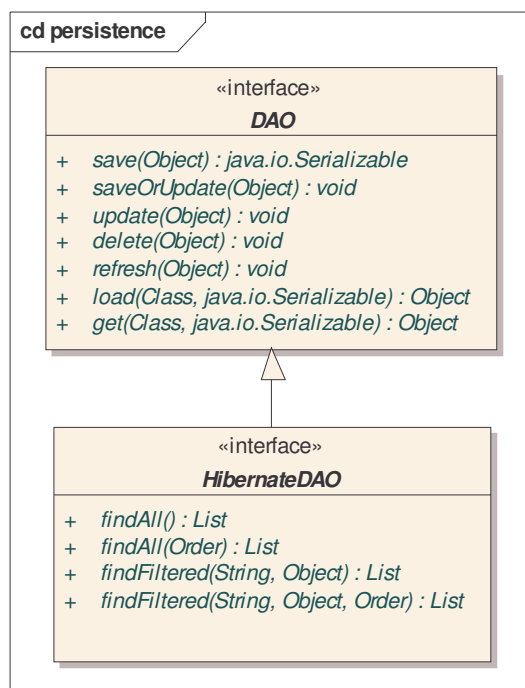 cd persistence
«interface»
DAO
+ save(Object) : java.io.Serializable
+ saveOrUpdate(Object) : void
+ update(Object) : void
+ delete(Object) : void
+ refresh(Object) : void
+ load(Class, java.io.Serializable) : Object
+ get(Class, java.io.Serializable) : Object
«interface»
HibernateDAO
+ findAll() : List
+ findAll(Order) : List
+ findFiltered(String, Object) : List
+ findFiltered(String, Object, Order) : List